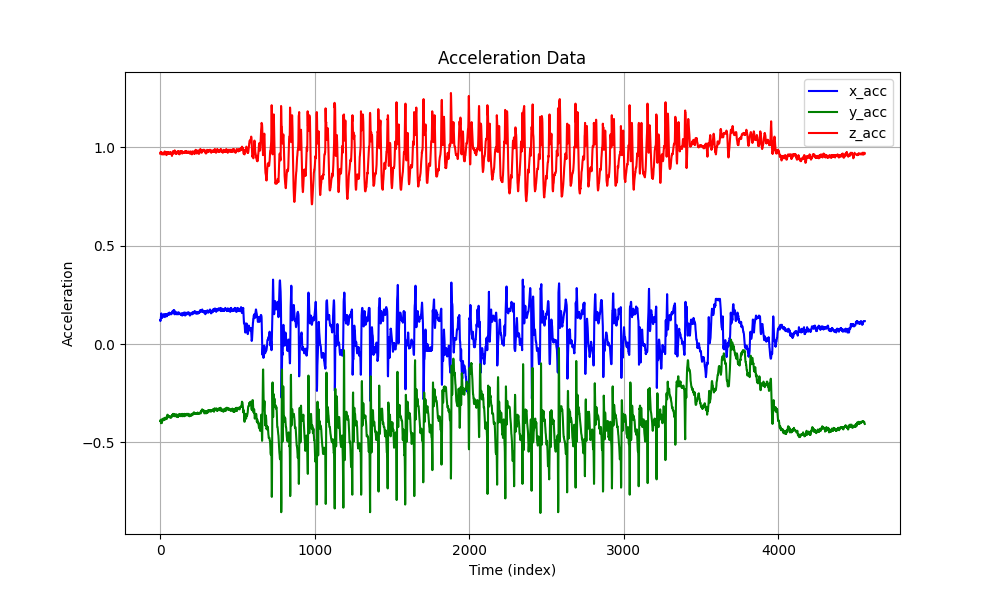 Acceleration Data
x_acc
y_acc
z_acc
1.0
0.5
0.0
−0.5
Acceleration
0 1000 2000 3000 4000
Time (index)